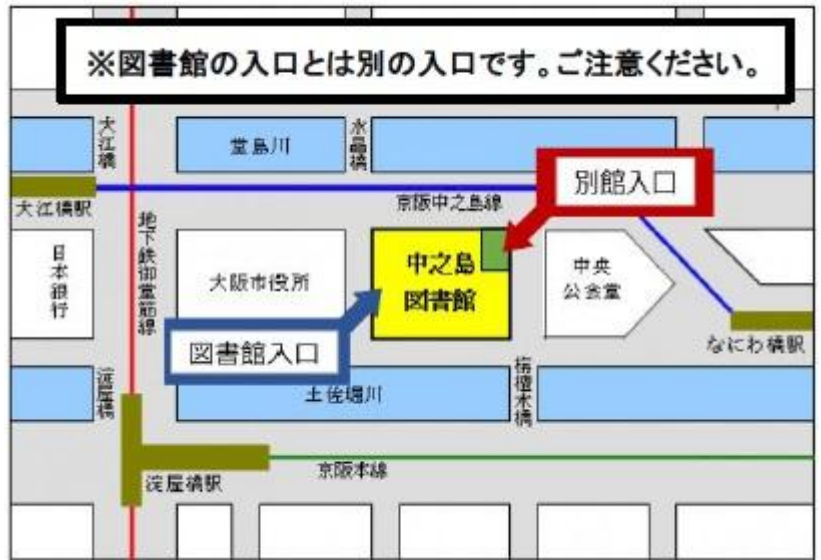 ※図書館の入口とは別の入口です。ご注意ください。
大江橋
堂島川
水晶橋
別館入口
大江橋駅
京阪中之島線
地下鉄御堂筋線
日本銀行
大阪市役所
中之島
図書館
中央
公会堂
図書館入口
なにわ橋駅
淀屋橋
土佐堀川
栴檀木橋
京阪本線
淀屋橋駅